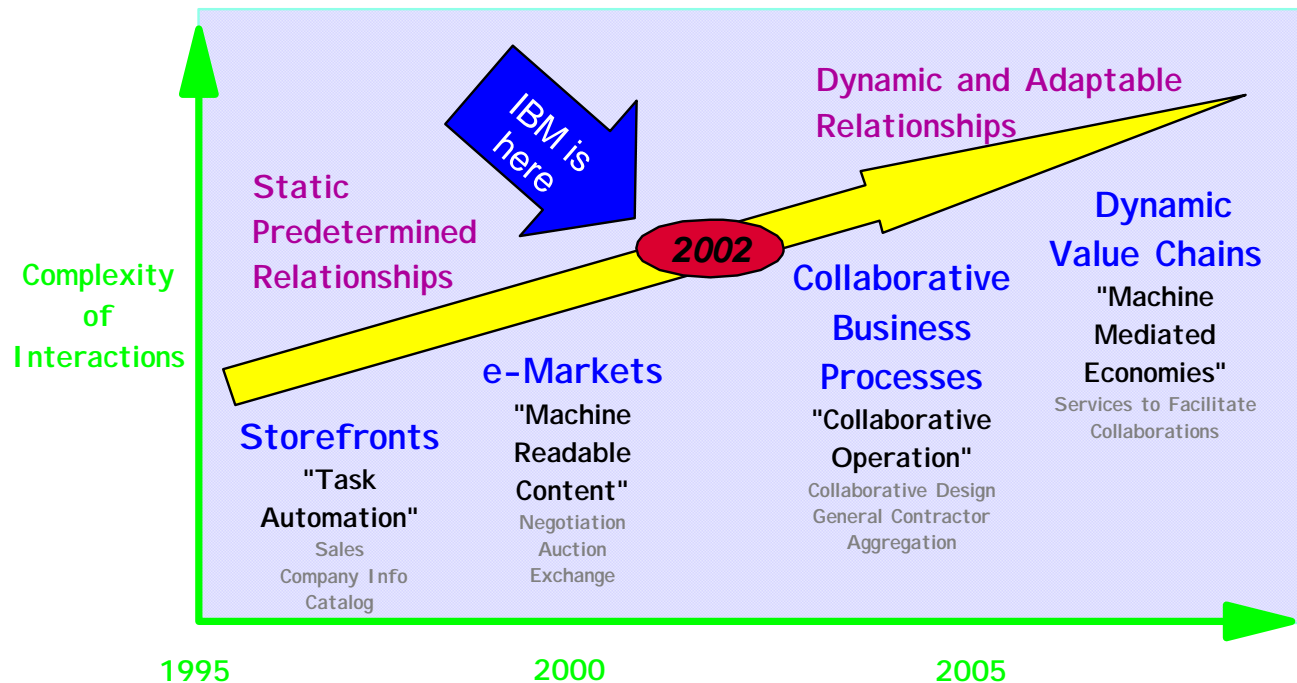 Dynamic and Adaptable
Relationships
IBM is
here
Static
Predetermined
Relationships
2002
Complexity
of
Interactions
Storefronts
"Task
Automation"
Sales
Company Info
Catalog
e-Markets
"Machine
Readable
Content"
Negotiation
Auction
Exchange
Collaborative
Business
Processes
"Collaborative
Operation"
Collaborative Design
General Contractor
Aggregation
Dynamic
Value Chains
"Machine
Mediated
Economies"
Services to Facilitate
Collaborations
1995
2000
2005